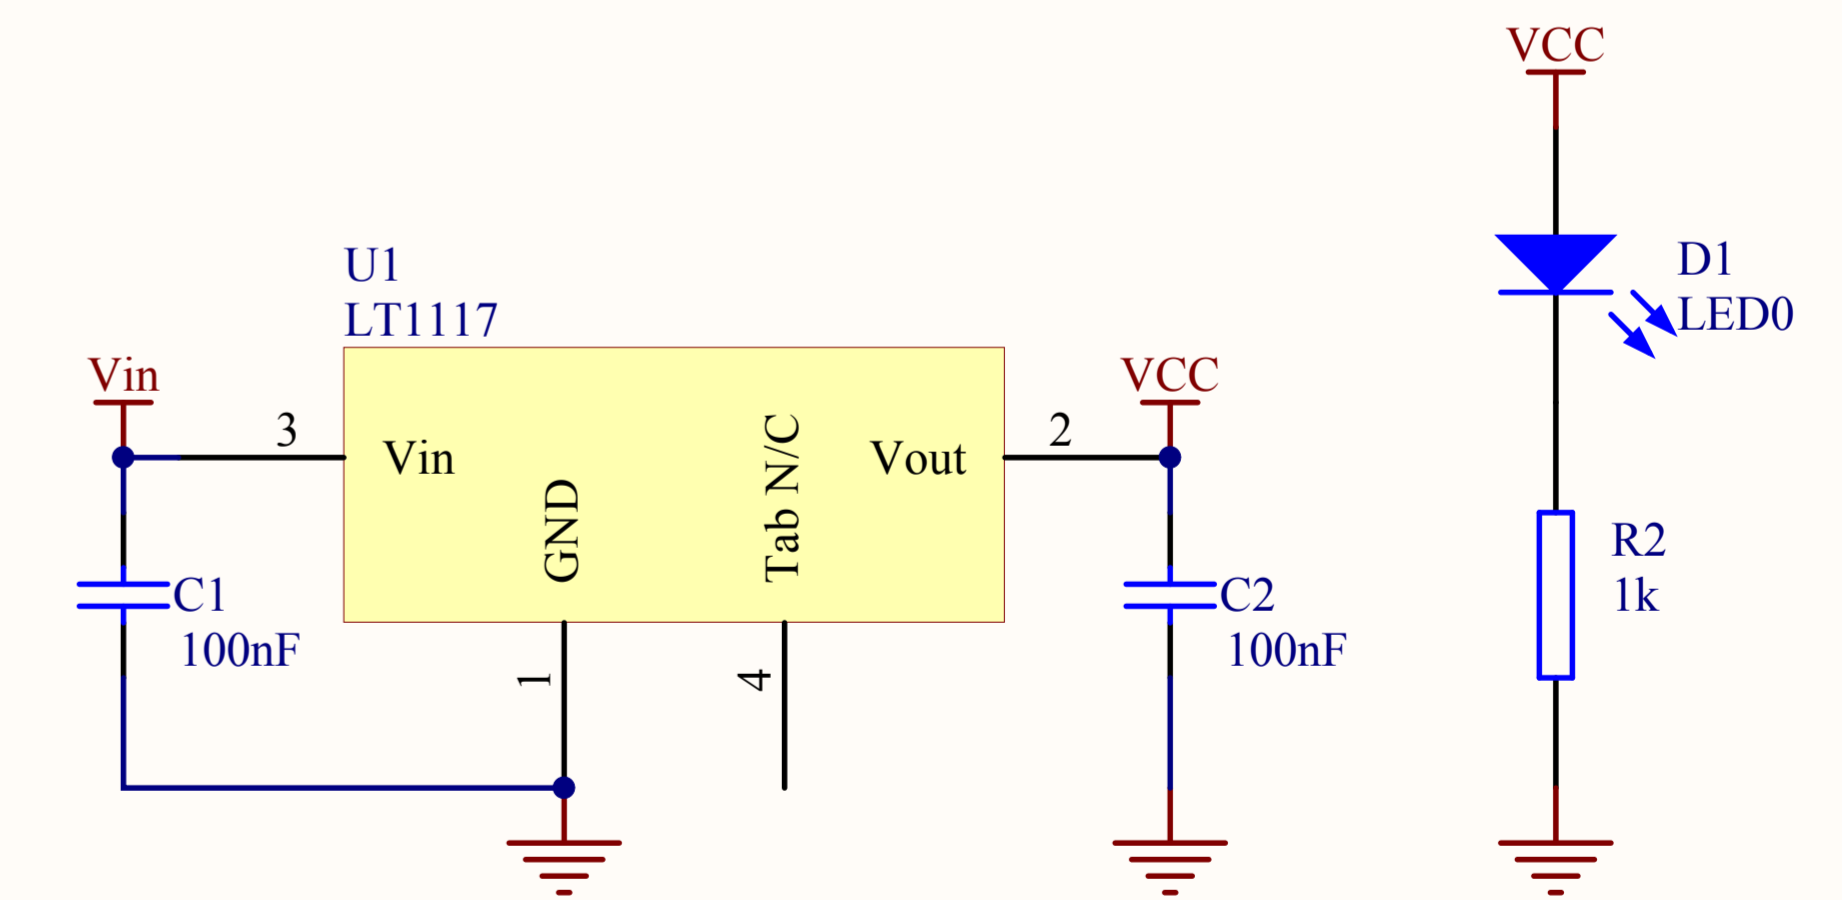 VCC
U1
LT1117
D1
LED0
Vin
3
Vin
GND
Tab N/C
Vout
2
VCC
C1
100nF
1
4
C2
100nF
R2
1k